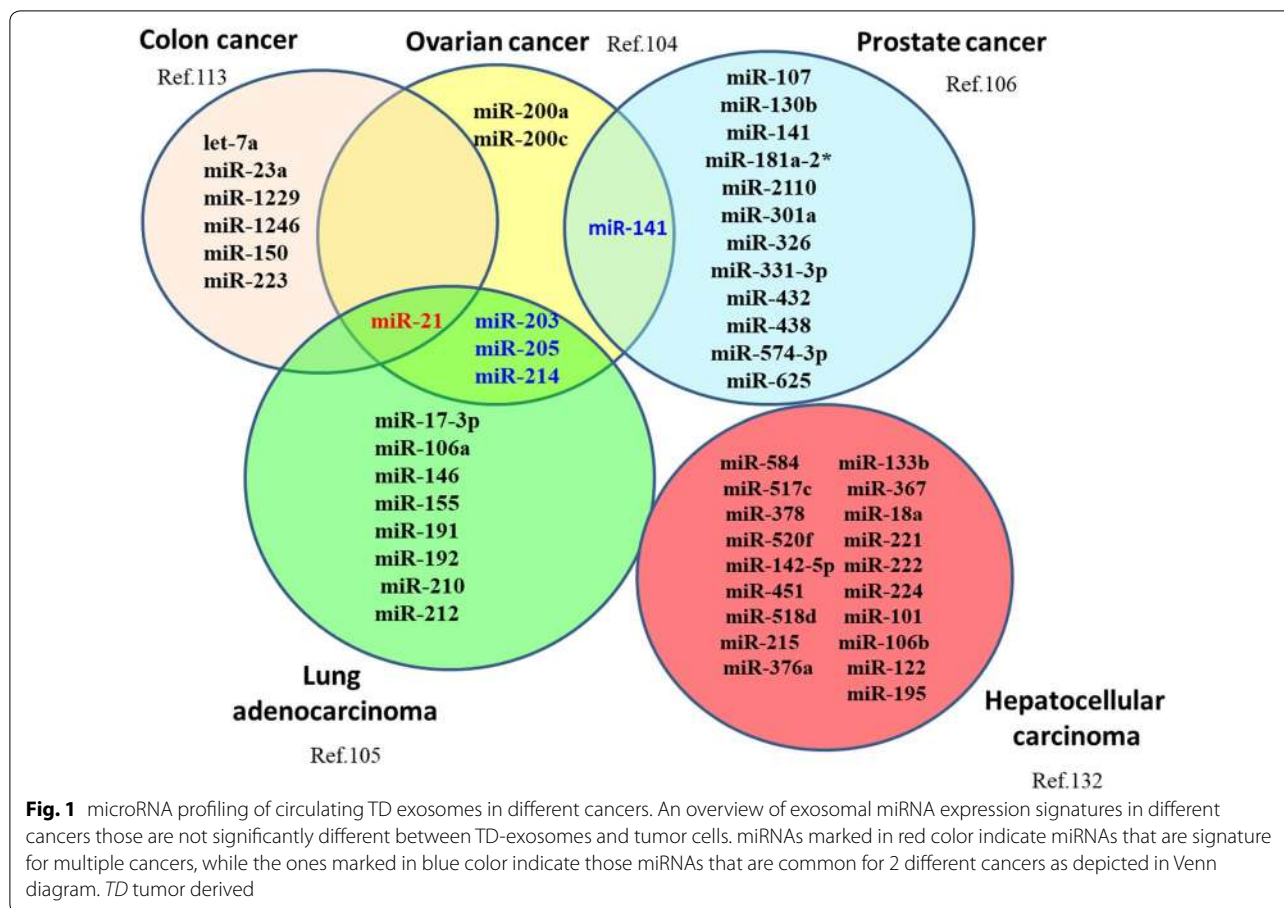 Colon cancer
Ref.113
Ovarian cancer Ref.104
Prostate cancer
Ref.106
let-7a
miR-23a
miR-1229
miR-1246
miR-150
miR-223
miR-200a
miR-200c
miR-141
miR-107
miR-130b
miR-141
miR-181a-2*
miR-2110
miR-301a
miR-326
miR-331-3p
miR-432
miR-438
miR-574-3p
miR-625
miR-21
miR-203
miR-205
miR-214
miR-17-3p
miR-106a
miR-146
miR-155
miR-191
miR-192
miR-210
miR-212
Lung
adenocarcinoma
Ref.105
miR-584 miR-133b
miR-517c miR-367
miR-378 miR-18a
miR-520f miR-221
miR-142-5p miR-222
miR-451 miR-224
miR-518d miR-101
miR-215 miR-106b
miR-376a miR-122
miR-195
Hepatocellular
carcinoma
Ref.132
Fig. 1 microRNA profiling of circulating TD exosomes in different cancers. An overview of exosomal miRNA expression signatures in different
cancers those are not significantly different between TD-exosomes and tumor cells. miRNAs marked in red color indicate miRNAs that are signature
for multiple cancers, while the ones marked in blue color indicate those miRNAs that are common for 2 different cancers as depicted in Venn
diagram. TD tumor derived